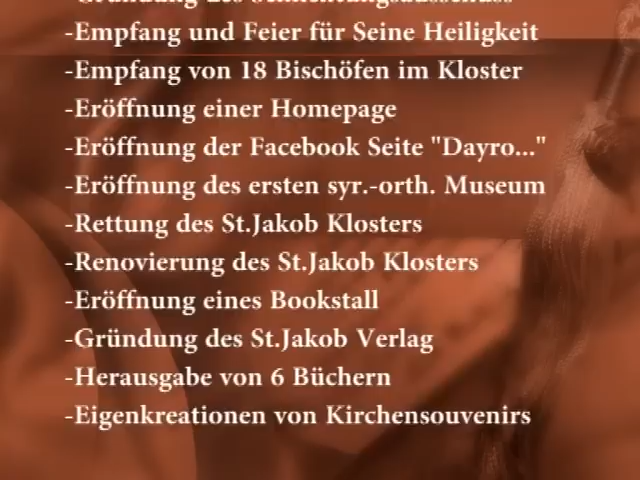 -Empfang und Feier für Seine Heiligkeit
-Empfang von 18 Bischöfen im Kloster
-Eröffnung einer Homepage
-Eröffnung der Facebook Seite "Dayro..."
-Eröffnung des ersten syr.-orth. Museum
-Rettung des St.Jakob Klosters
-Renovierung des St.Jakob Klosters
-Eröffnung eines Bookstall
-Gründung des St.Jakob Verlag
-Herausgabe von 6 Büchern
-Eigenkreationen von Kirchensouvenirs